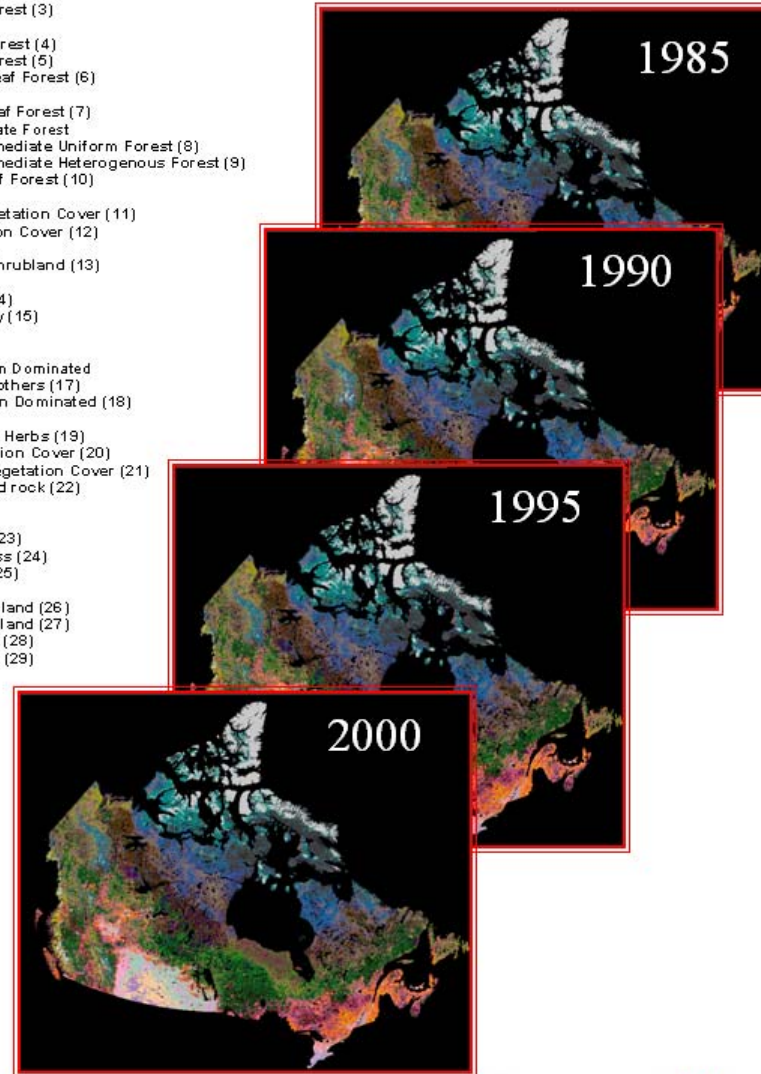 rest (3)
rest (4)
rest (5)
eaf Forest (6)
af Forest (7)
ate Forest
mediate Uniform Forest (8)
mediate Heterogenous Forest (9)
f Forest (10)
etation Cover (11)
on Cover (12)
hrubland (13)
4)
y (15)
n Dominated
others (17)
n Dominated (18)
Herbs (19)
ion Cover (20)
egetation Cover (21)
d rock (22)
23)
ss (24)
25)
land (26)
land (27)
(28)
(29)
1985
1990
1995
2000